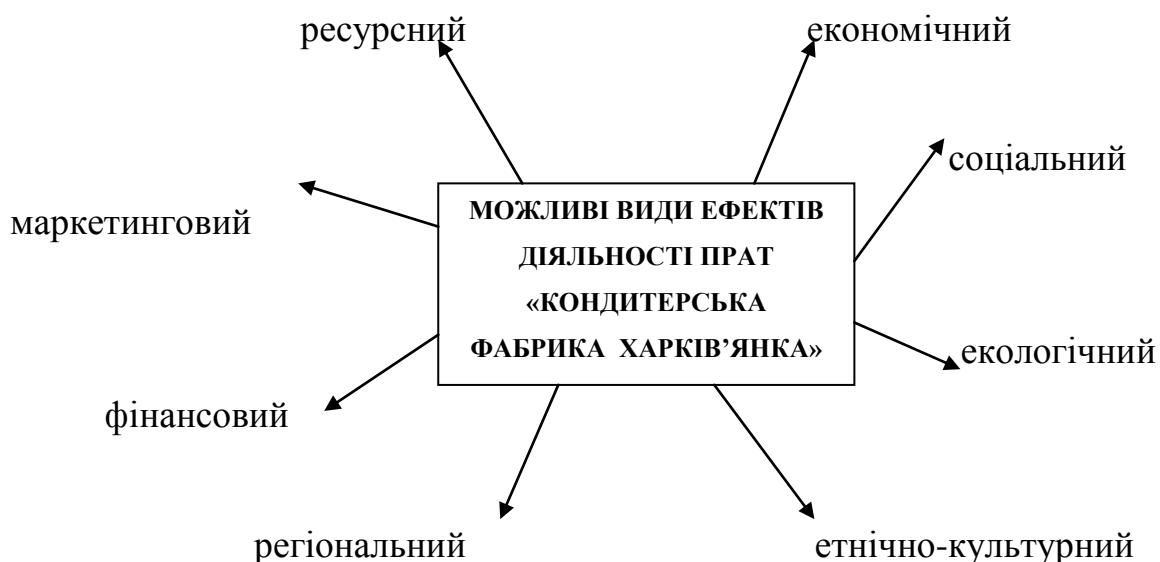 ресурсний
економічний
соціальний
маркетинговий
МОЖЛИВІ ВИДИ ЕФЕКТІВ
ДІЯЛЬНОСТІ ПРАТ
«КОНДИТЕРСЬКА
ФАБРИКА ХАРКІВ’ЯНКА»
екологічний
фінансовий
регіональний
етнічно-культурний